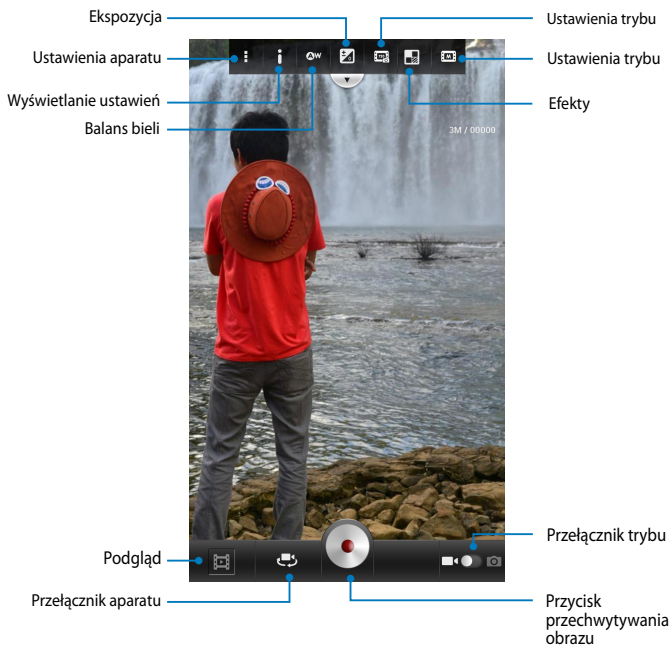 Ekspozycja
Ustawienia trybu
Ustawienia aparatu
Ustawienia trybu
Wyświetlanie ustawień
Efekty
Balans bieli
3M / 00000
Przełącznik trybu
Podgląd
Przełącznik aparatu
Przycisk
przechwytywania
obrazu